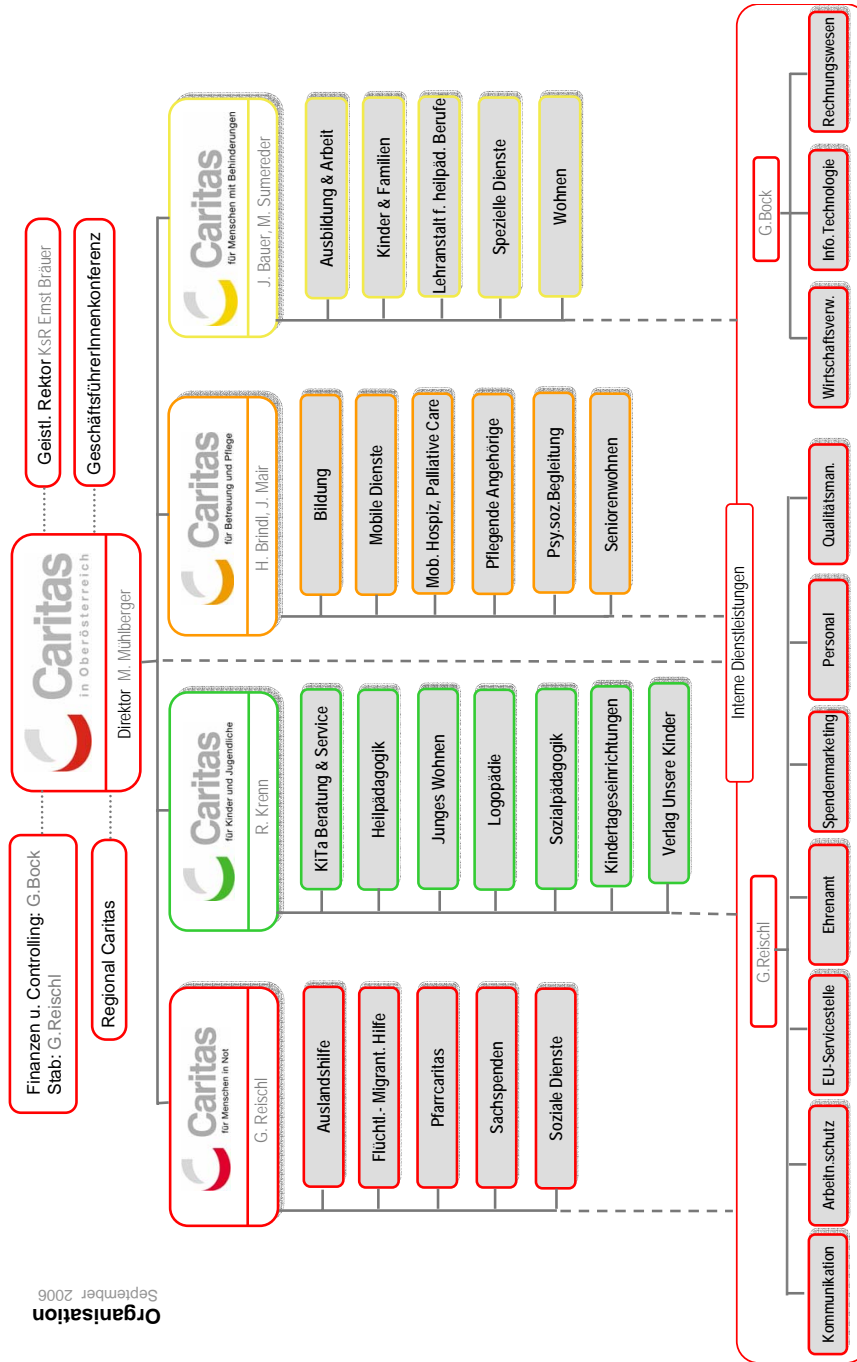 Organisation
September 2006
Finanzen u. Controlling: G.Bock
Stab: G.Reischl
Regional Caritas
Caritas
in Oberösterreich
Direktor M. Mühlberger
Geistl. Rektor KsR Ernst Bräuer
GeschäftsführerInnenkonferenz
Caritas
für Menschen in Not
G. Reischl
Auslandshilfe
Flüchtl.- Migrant. Hilfe
Pfarrcaritas
Sachspenden
Soziale Dienste
Caritas
für Kinder und Jugendliche
R. Krenn
KiTa Beratung & Service
Heilpädagogik
Junges Wohnen
Logopädie
Sozialpädagogik
Kindertageseinrichtungen
Verlag Unsere Kinder
Caritas
für Betreuung und Pflege
H. Brindl, J. Mair
Bildung
Mobile Dienste
Mob. Hospiz, Palliative Care
Pflegende Angehörige
Psy.soz.Begleitung
Seniorenwohnen
Caritas
für Menschen mit Behinderungen
J. Bauer, M. Sumereder
Ausbildung & Arbeit
Kinder & Familien
Lehranstalt f. heilpäd. Berufe
Spezielle Dienste
Wohnen
Interne Dienstleistungen
G.Reischl
Kommunikation
Arbeitn.schutz
EU-Servicestelle
Ehrenamt
Spendenmarketing
Personal
Qualitätsman.
G.Bock
Wirtschaftsverw.
Info.Technologie
Rechnungswesen